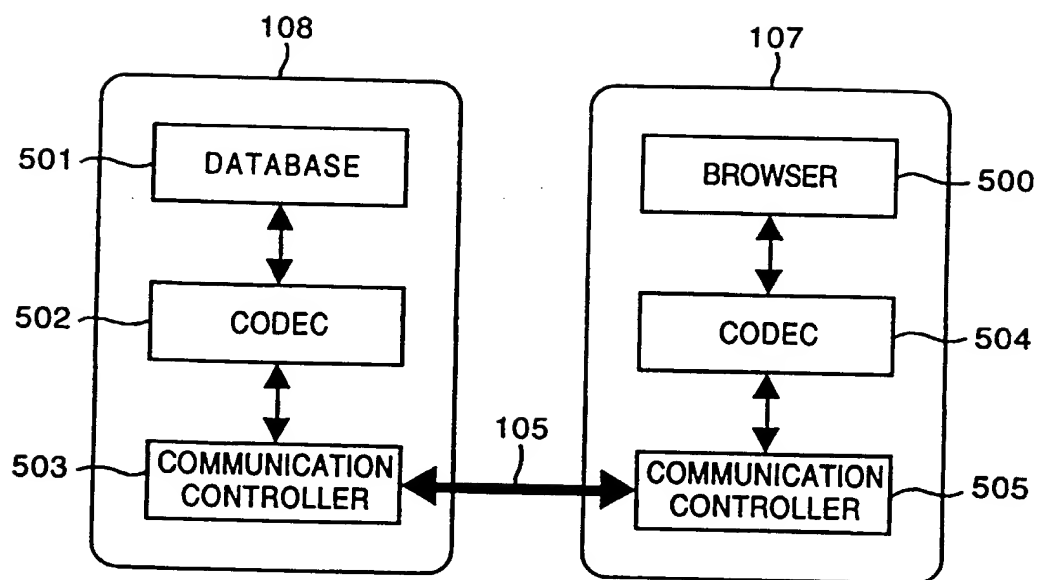 108
107
501
DATABASE
BROWSER
500
502
CODEC
CODEC
504
105
503
COMMUNICATION
CONTROLLER
COMMUNICATION
CONTROLLER
505